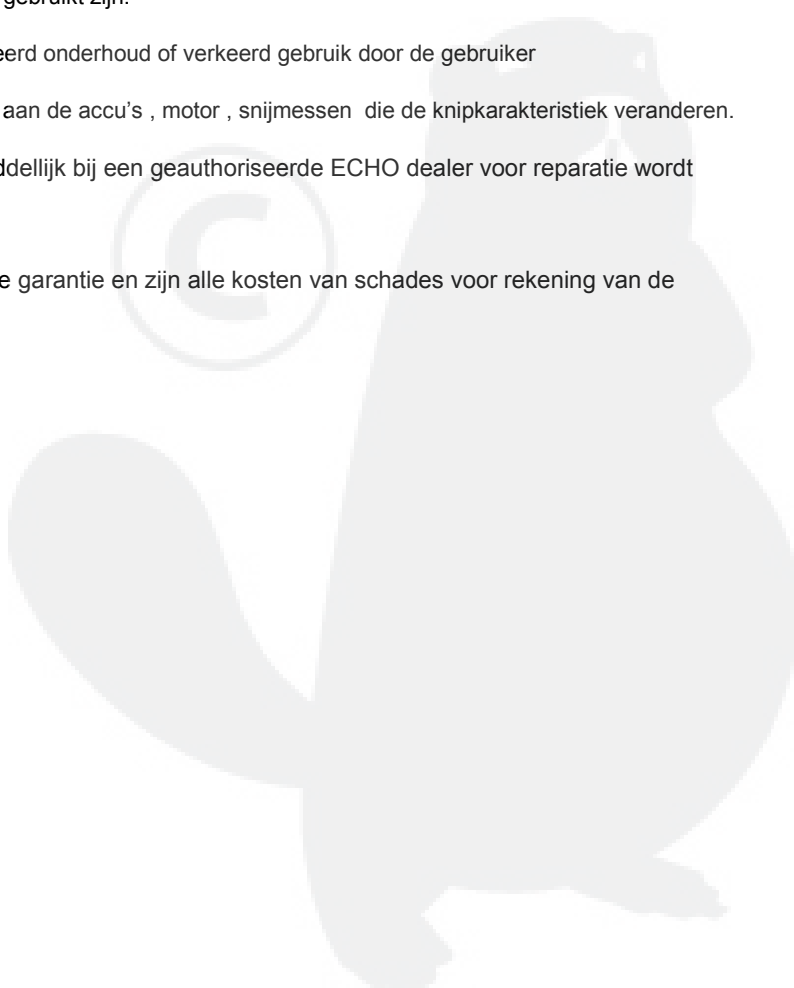 gebruikt zijn.
eerd onderhoud of verkeerd gebruik door de gebruiker
aan de accu's , motor , snijmessen  die de knipkarakteristiek veranderen.
ddellijk bij een geauthoriseerde ECHO dealer voor reparatie wordt
e garantie en zijn alle kosten van schades voor rekening van de
©